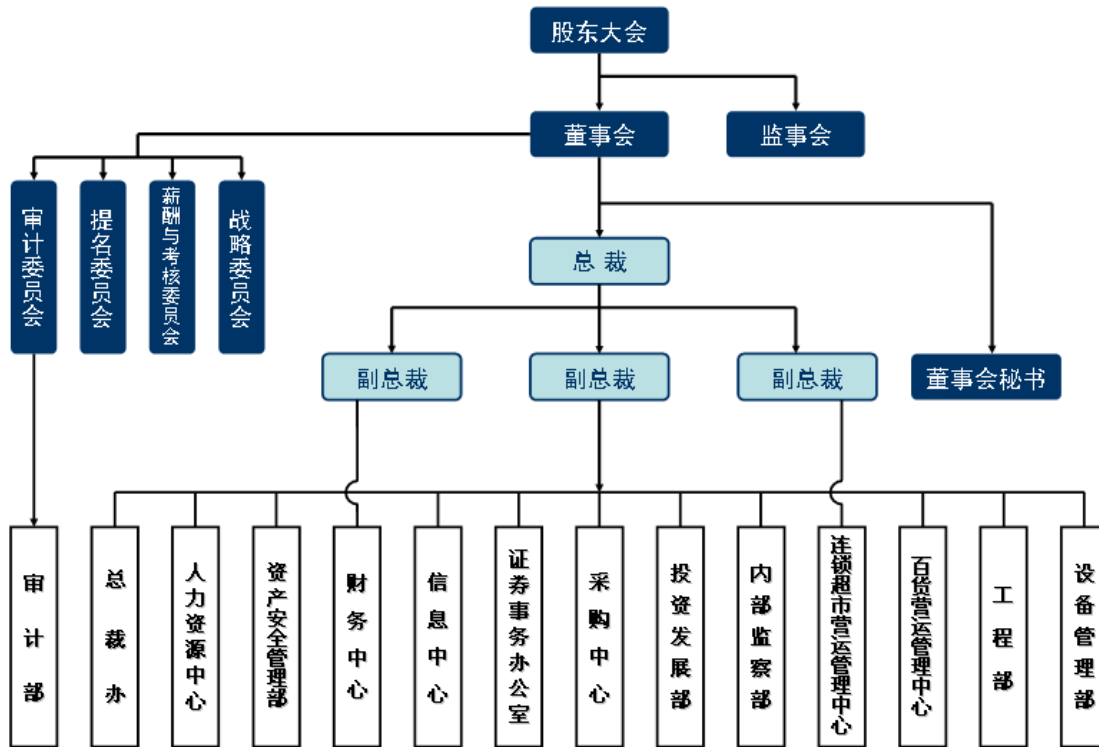 股东大会
董事会
监事会
审计委员会
提名委员会
薪酬与考核委员会
战略委员会
总 裁
副总裁
副总裁
副总裁
董事会秘书
审计部
总裁办
人力资源中心
资产安全管理部
财务中心
信息中心
证券事务办公室
采购中心
投资发展部
内部监察部
连锁超市营运管理中心
百货营运管理中心
工程部
设备管理部